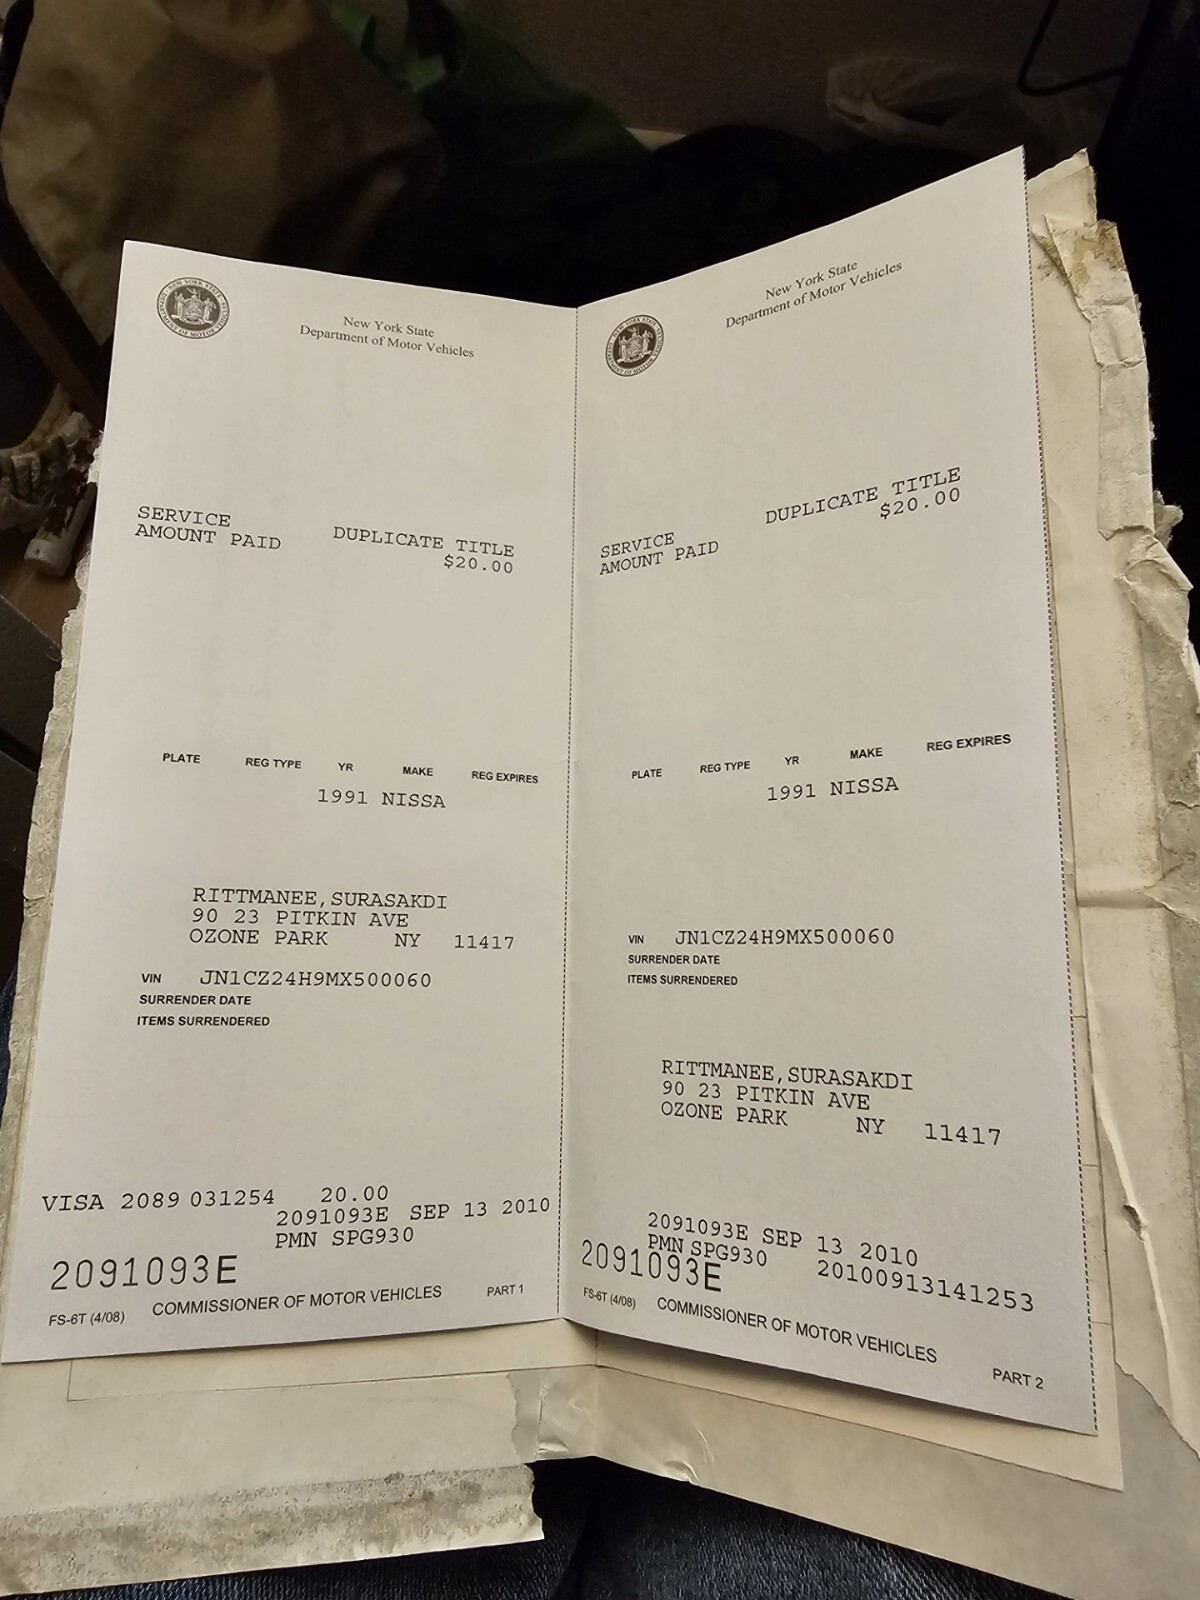 New York State
Department of Motor Vehicles
SERVICE DUPLICATE TITLE
AMOUNT PAID $20.00
PLATE REG TYPE YR MAKE REG EXPIRES
1991 NISSA
RITTMANEE,SURASAKDI
90 23 PITKIN AVE
OZONE PARK NY 11417
VIN JN1CZ24H9MX500060
SURRENDER DATE
ITEMS SURRENDERED
VISA 2089 031254 20.00
2091093E SEP 13 2010
PMN SPG930
2091093E
FS-6T (4/08) COMMISSIONER OF MOTOR VEHICLES PART 1
New York State
Department of Motor Vehicles
SERVICE DUPLICATE TITLE
AMOUNT PAID $20.00
PLATE REG TYPE YR MAKE REG EXPIRES
1991 NISSA
VIN JN1CZ24H9MX500060
SURRENDER DATE
ITEMS SURRENDERED
RITTMANEE,SURASAKDI
90 23 PITKIN AVE
OZONE PARK NY 11417
2091093E SEP 13 2010
PMN SPG930 20100913141253
2091093E
FS-6T (4/08) COMMISSIONER OF MOTOR VEHICLES PART 2